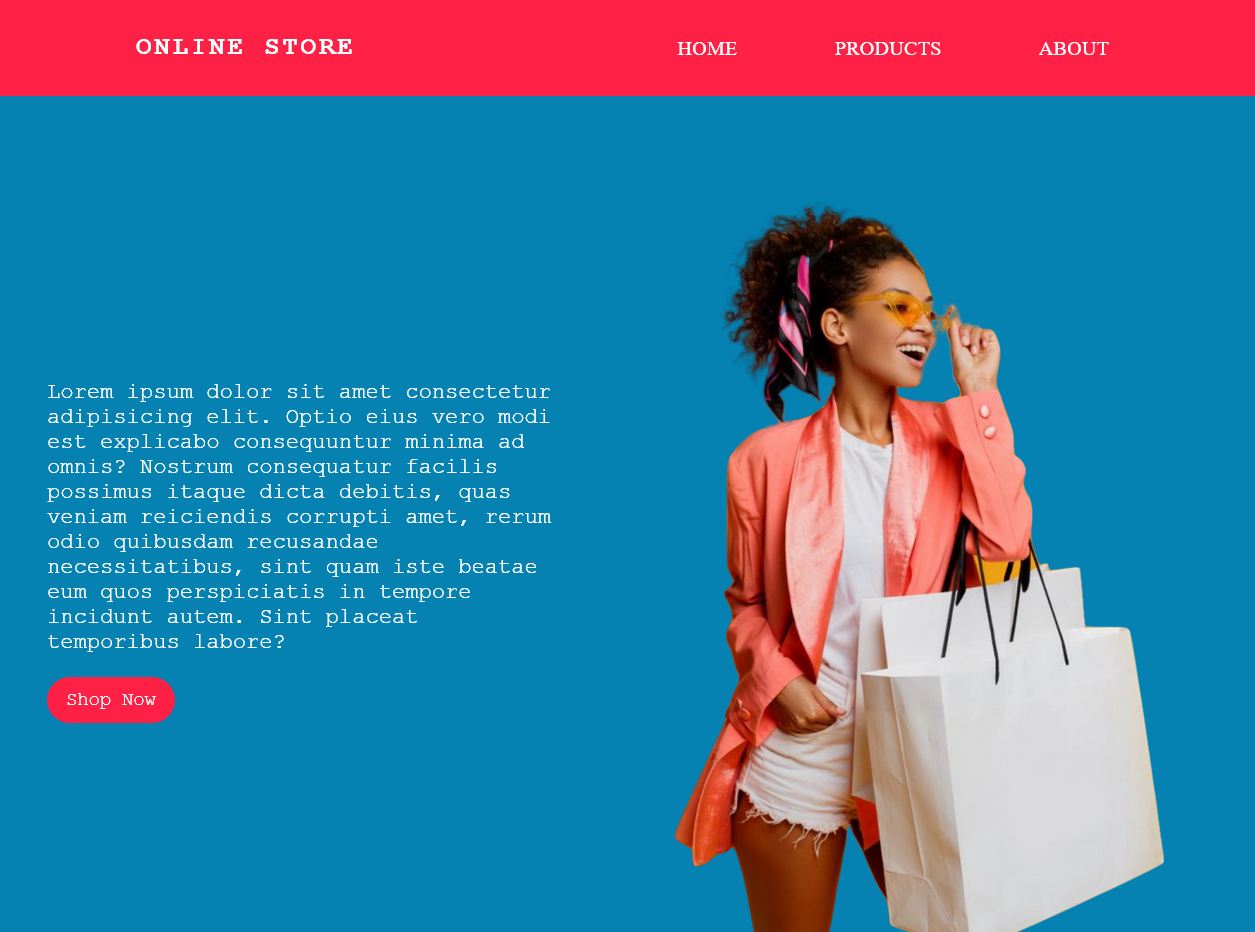 ONLINE STORE
HOME
PRODUCTS
ABOUT
Lorem ipsum dolor sit amet consectetur
adipisicing elit. Optio eius vero modi
est explicabo consequuntur minima ad
omnis? Nostrum consequatur facilis
possimus itaque dicta debitis, quas
veniam reiciendis corrupti amet, rerum
odio quibusdam recusandae
necessitatibus, sint quam iste beatae
eum quos perspiciatis in tempore
incidunt autem. Sint placeat
temporibus labore?
Shop Now